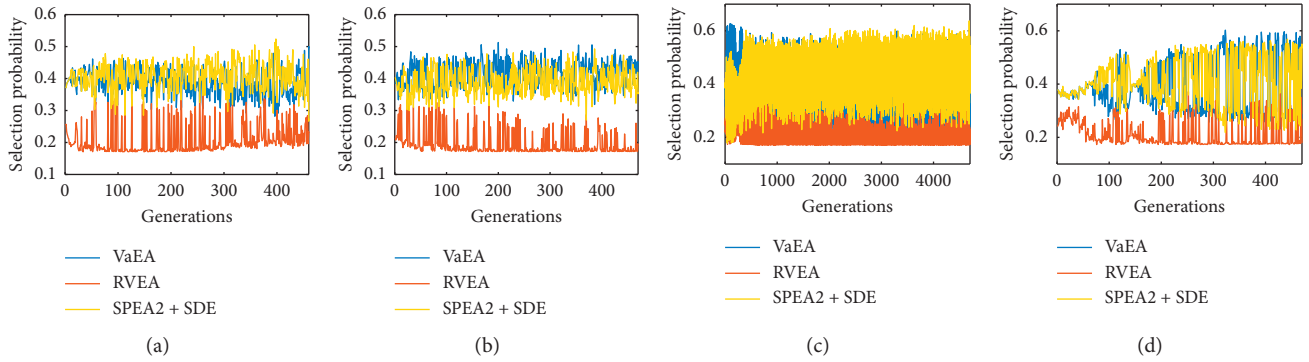 0.6
0.5
0.4
0.3
0.2
0.1
Selection probability
0 100 200 300 400
Generations
VaEA
RVEA
SPEA2 + SDE
(a)
0.6
0.5
0.4
0.3
0.2
0.1
Selection probability
0 100 200 300 400
Generations
VaEA
RVEA
SPEA2 + SDE
(b)
0.6
0.4
0.2
Selection probability
0 1000 2000 3000 4000
Generations
VaEA
RVEA
SPEA2 + SDE
(c)
0.6
0.4
0.2
Selection probability
0 100 200 300 400
Generations
VaEA
RVEA
SPEA2 + SDE
(d)